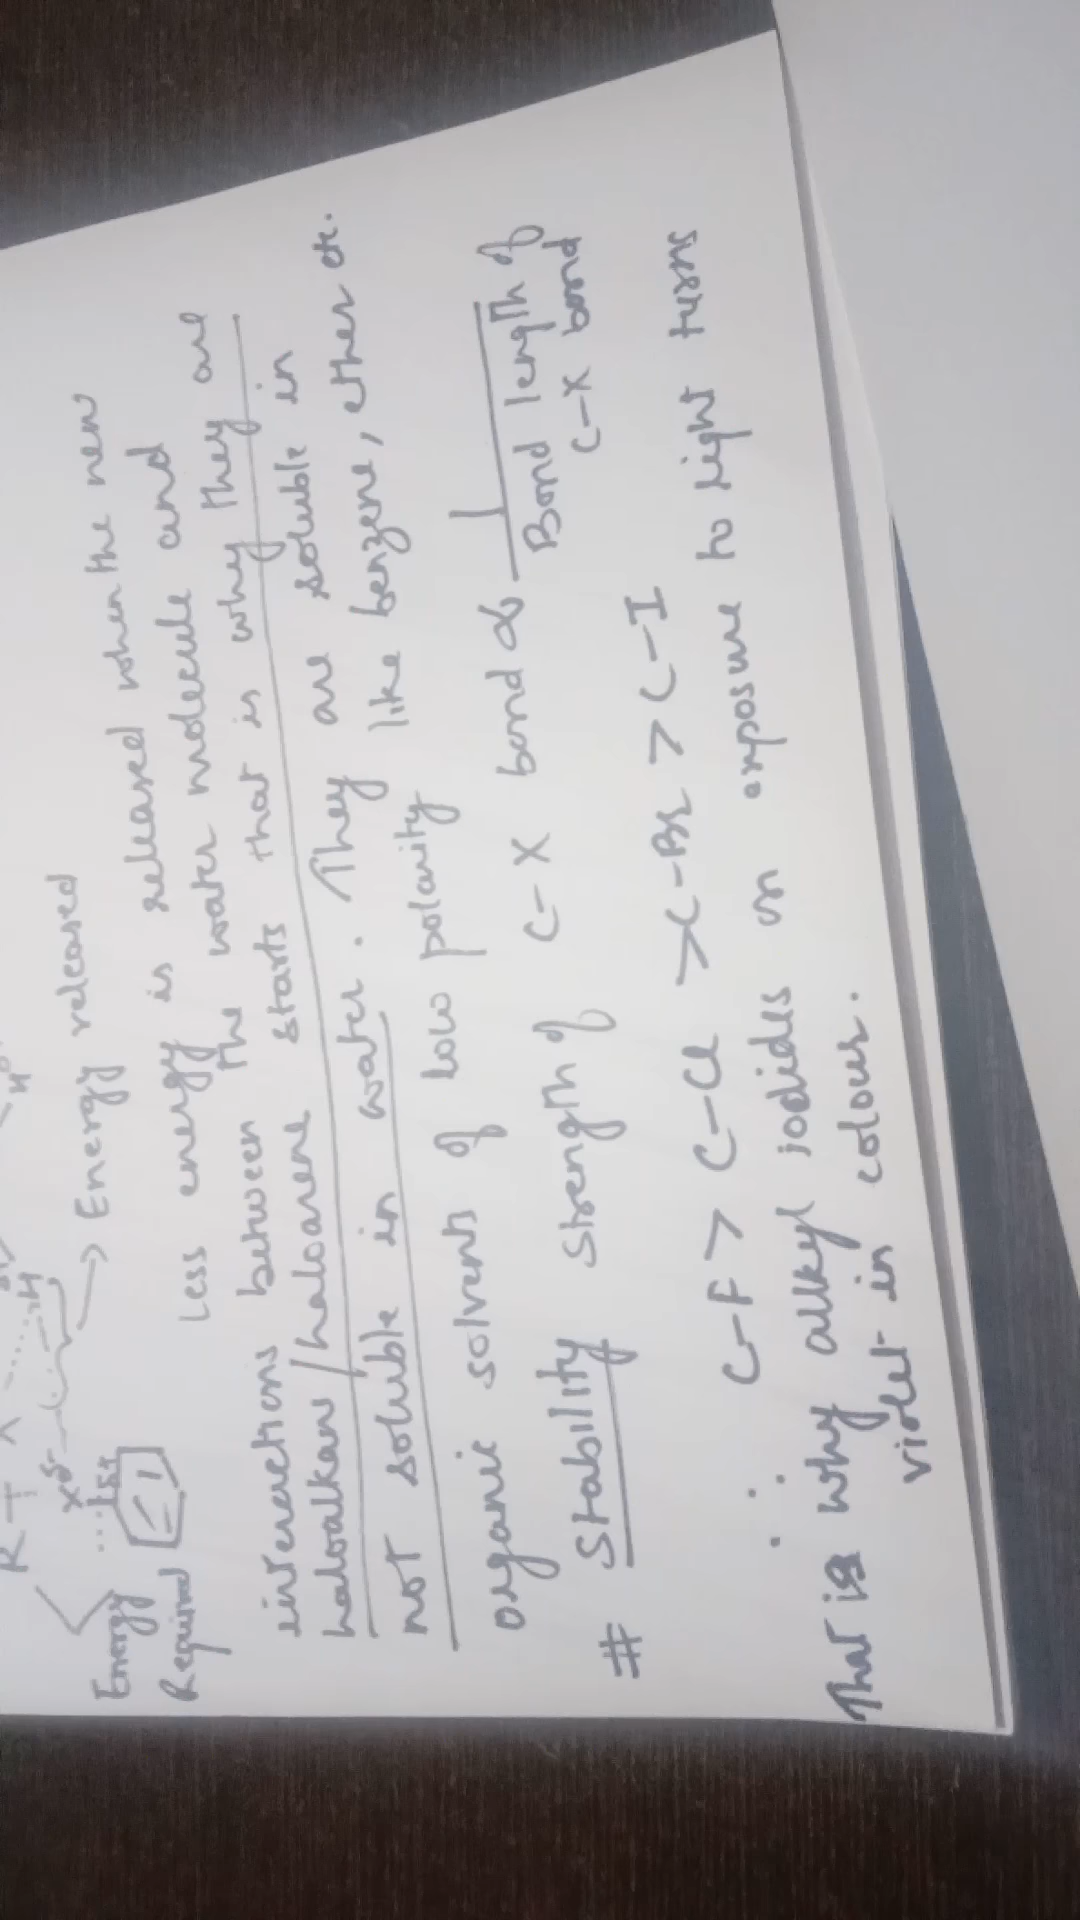 R + X
Energy
Required
→ Energy released
less energy is released when the new
interections between the water molecule and
haloalkane/haloarene starts that is why they are
not soluble in water. They are soluble in
organic solvents of low polarity like benzene, ether etc.
# Stability Strength of C-X bond ∝ 1 / Bond length of C-X bond
∴ C-F > C-Cl > C-Br > C-I
That is why alkyl iodides on exposure to light turns
violet in colour.